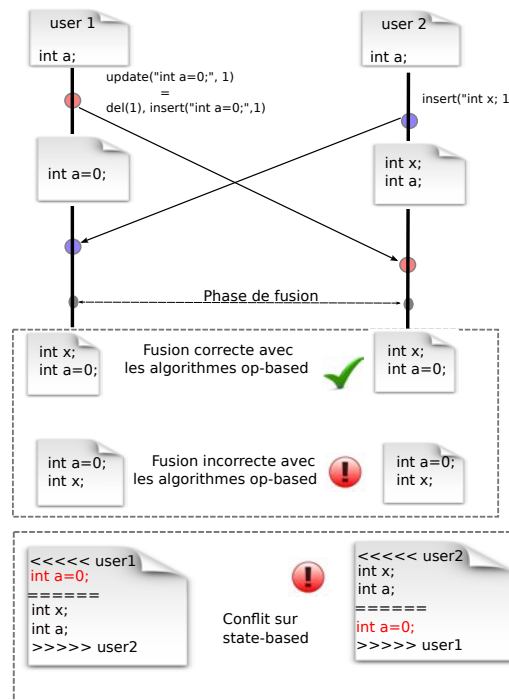 user 1
int a;
user 2
int a;
update("int a=0;", 1)
=
del(1), insert("int a=0;",1)
insert("int x; 1
int a=0;
int x;
int a;
Phase de fusion
int x;
int a=0;
Fusion correcte avec
les algorithmes op-based
int x;
int a=0;
int a=0;
int x;
Fusion incorrecte avec
les algorithmes op-based
int a=0;
int x;
<<<<< user1
int a=0;
======
int x;
int a;
>>>>> user2
Conflit sur
state-based
<<<<< user2
int x;
int a;
======
int a=0;
>>>>> user1